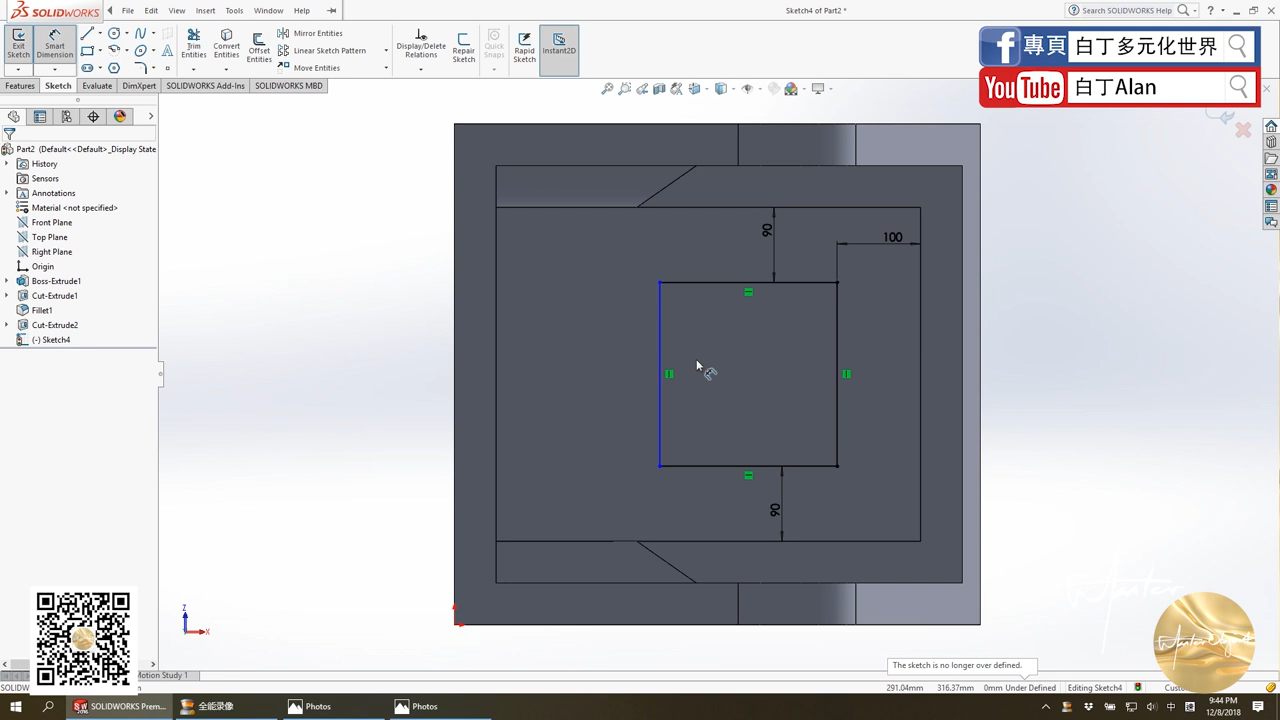 SOLIDWORKS
File
Edit
View
Insert
Tools
Window
Help
Sketch4 of Part2 *
Search SOLIDWORKS Help
Exit Sketch
Smart Dimension
Trim Entities
Convert Entities
Offset Entities
Mirror Entities
Linear Sketch Pattern
Move Entities
Display/Delete Relations
Repair Sketch
Quick Snaps
Rapid Sketch
Instant2D
f 專頁 白丁多元化世界
YouTube 白丁Alan
Features
Sketch
Evaluate
DimXpert
SOLIDWORKS Add-Ins
SOLIDWORKS MBD
Part2 (Default<<Default>_Display State
History
Sensors
Annotations
Material <not specified>
Front Plane
Top Plane
Right Plane
Origin
Boss-Extrude1
Cut-Extrude1
Fillet1
Cut-Extrude2
(-) Sketch4
90
100
90
Z
X
Motion Study 1
The sketch is no longer over defined.
291.04mm
316.37mm
0mm Under Defined
Editing Sketch4
SOLIDWORKS Prem...
全能录像
Photos
Photos
中
9:44 PM
12/8/2018